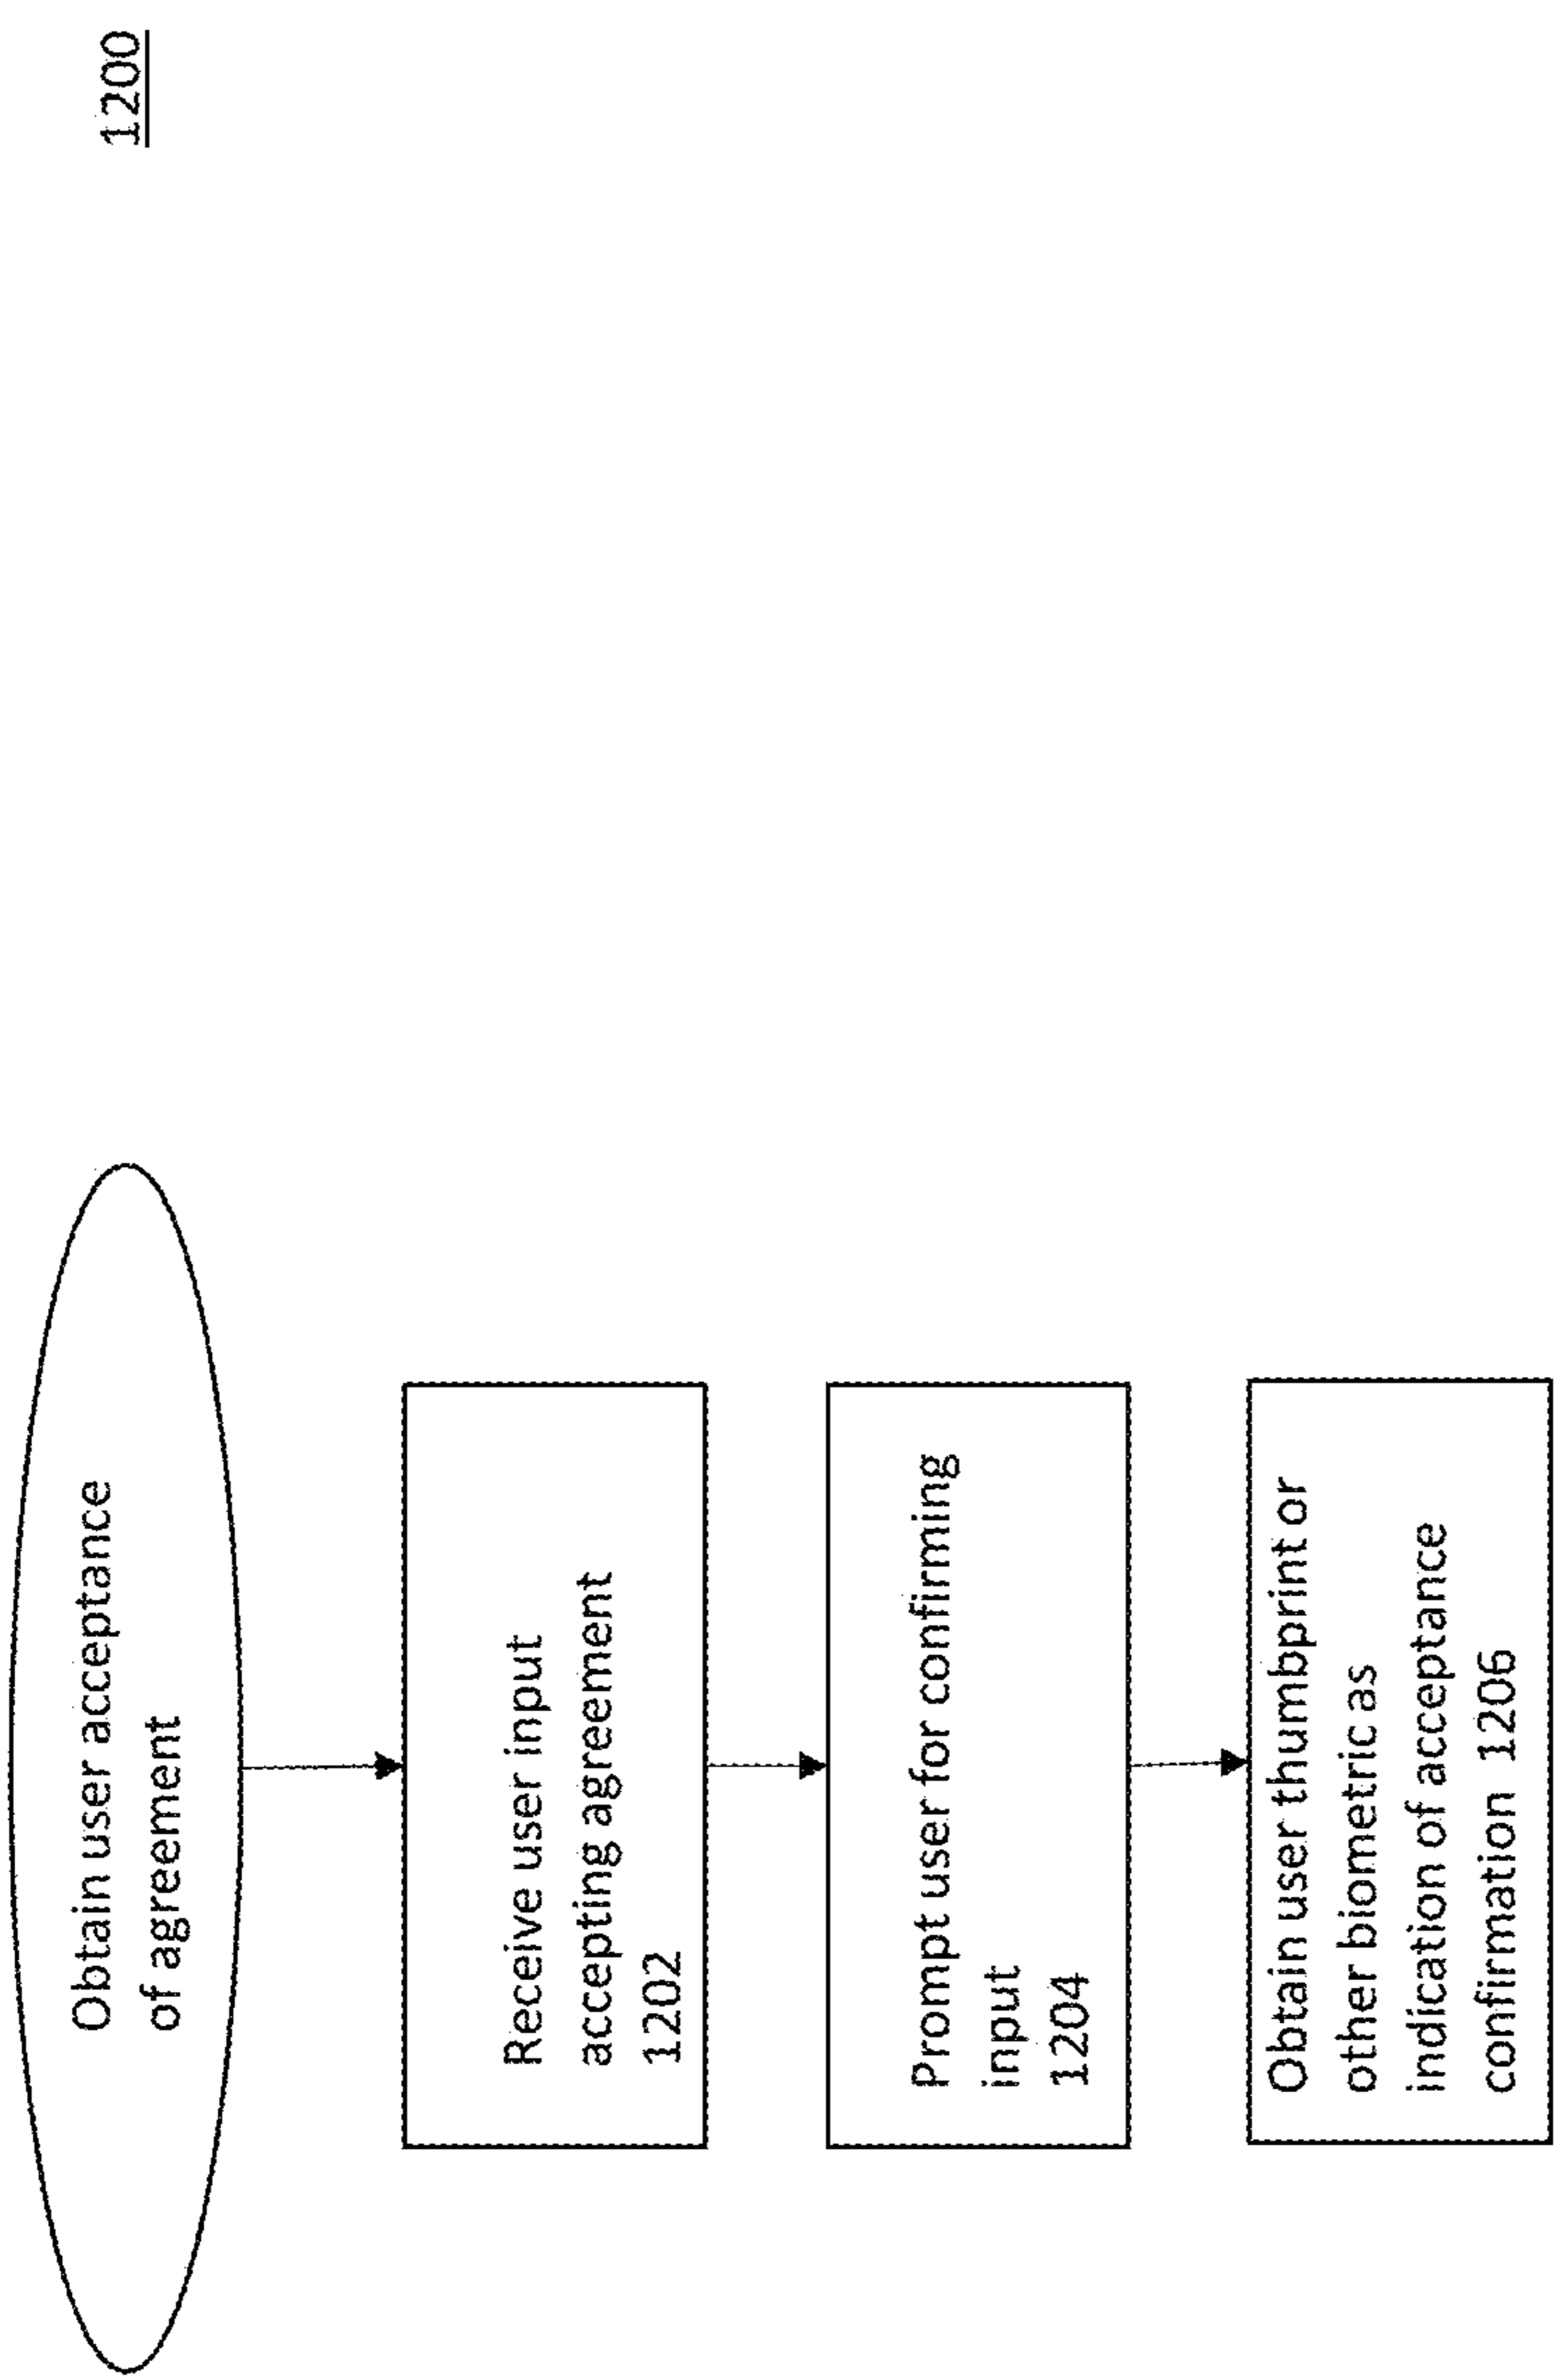 1200
Obtain user acceptance
of agreement
Receive user input
accepting agreement
1202
Prompt user for confirming
input
1204
Obtain user thumbprint or
other biometric as
indication of acceptance
confirmation 1206